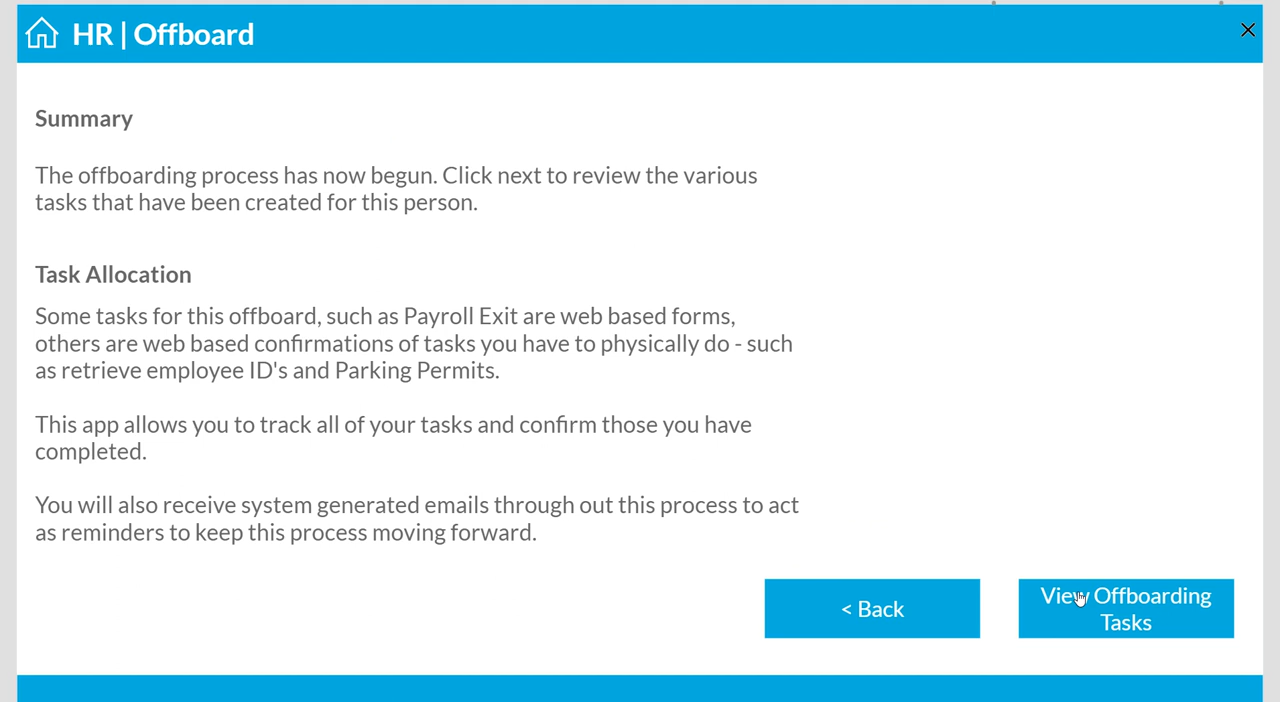 HR | Offboard
Summary
The offboarding process has now begun. Click next to review the various
tasks that have been created for this person.
Task Allocation
Some tasks for this offboard, such as Payroll Exit are web based forms,
others are web based confirmations of tasks you have to physically do - such
as retrieve employee ID's and Parking Permits.
This app allows you to track all of your tasks and confirm those you have
completed.
You will also receive system generated emails through out this process to act
as reminders to keep this process moving forward.
< Back
View Offboarding
Tasks